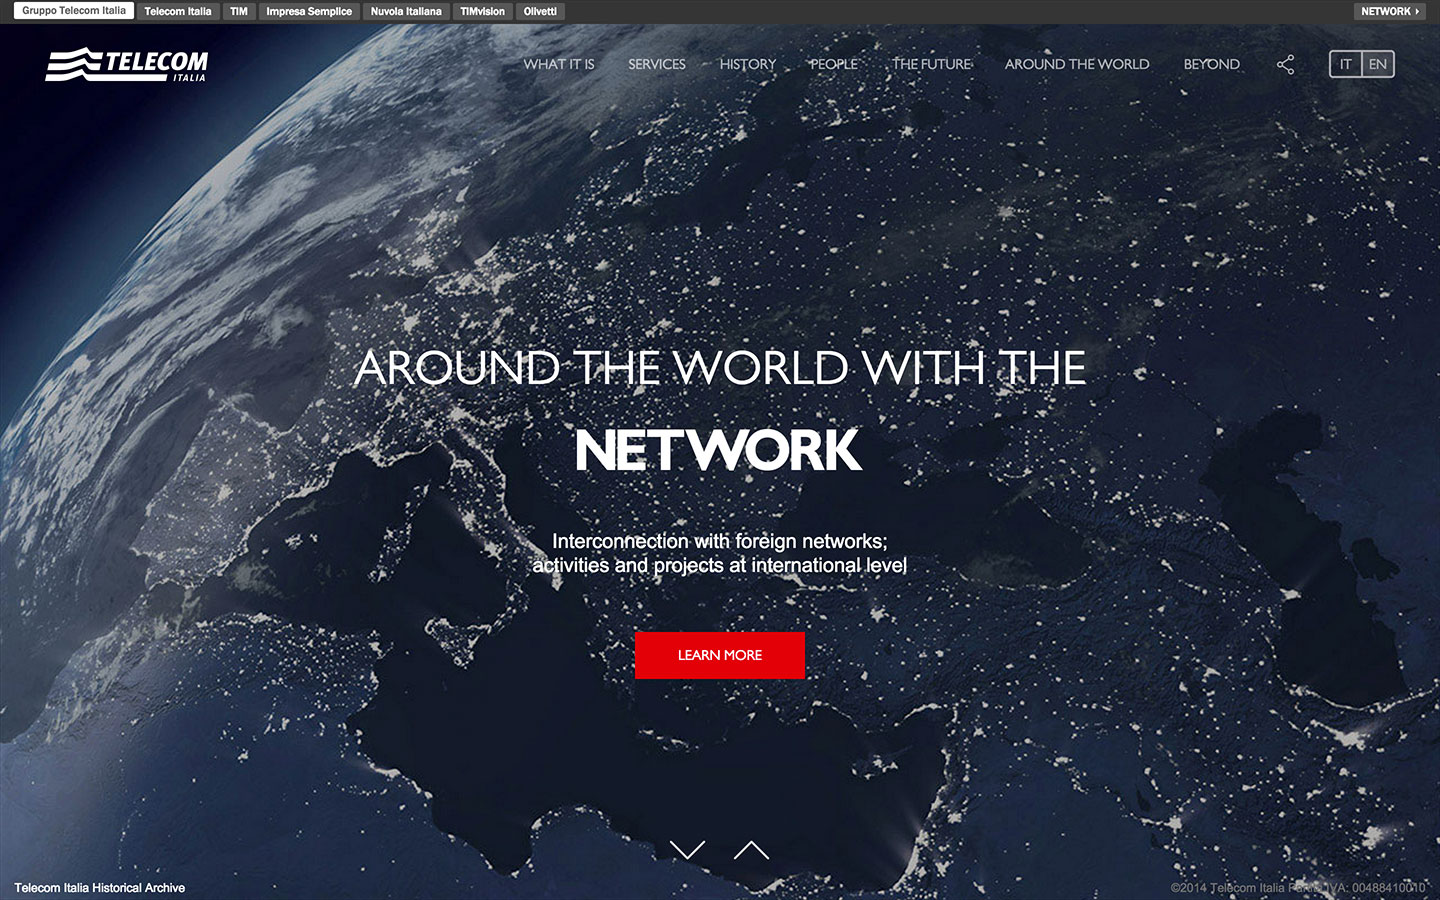 Gruppo Telecom Italia
Telecom Italia
TIM
Impresa Semplice
Nuvola Italiana
TIMvision
Olivetti
NETWORK
TELECOM
ITALIA
WHAT IT IS
SERVICES
HISTORY
PEOPLE
THE FUTURE
AROUND THE WORLD
BEYOND
IT
EN
AROUND THE WORLD WITH THE
NETWORK
Interconnection with foreign networks;
activities and projects at international level
LEARN MORE
Telecom Italia Historical Archive
©2014 Telecom Italia Partita IVA: 00488410010